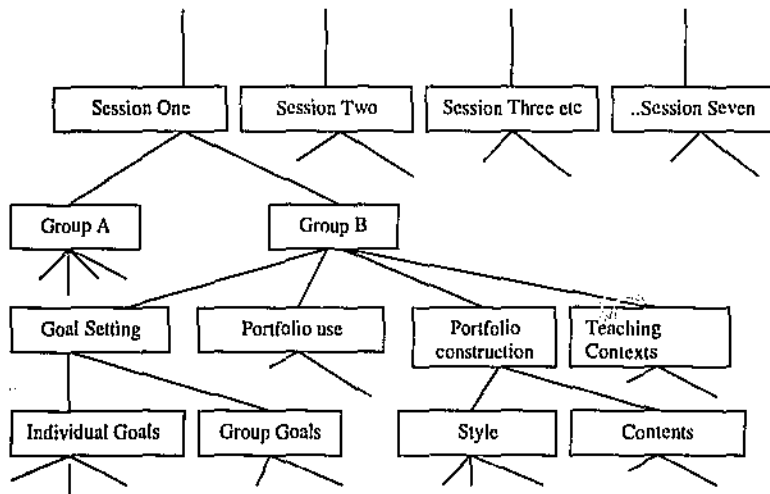 Session One
Session Two
Session Three etc
..Session Seven
Group A
Group B
Goal Setting
Portfolio use
Portfolio
construction
Teaching
Contexts
Individual Goals
Group Goals
Style
Contents